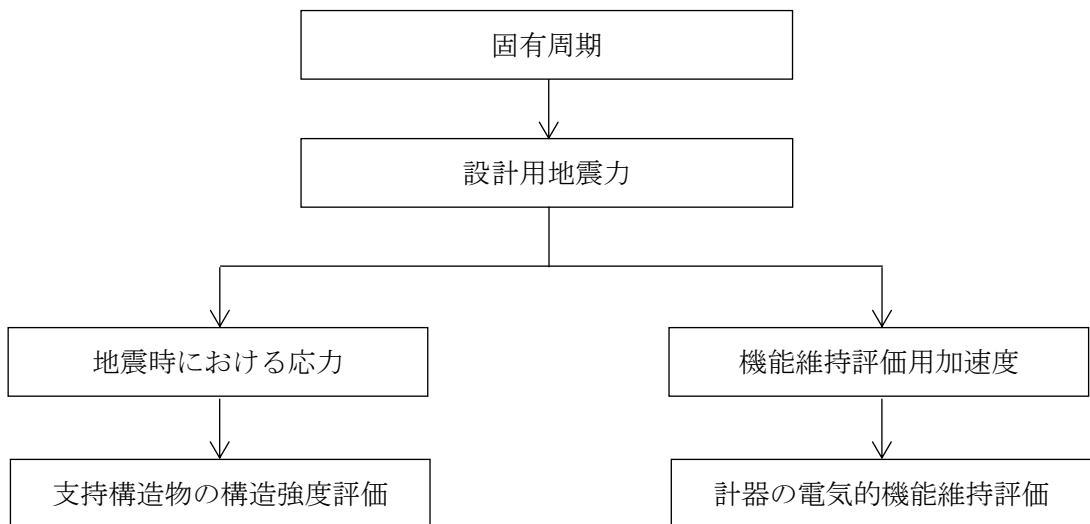 固有周期
設計用地震力
地震時における応力
機能維持評価用加速度
支持構造物の構造強度評価
計器の電気的機能維持評価